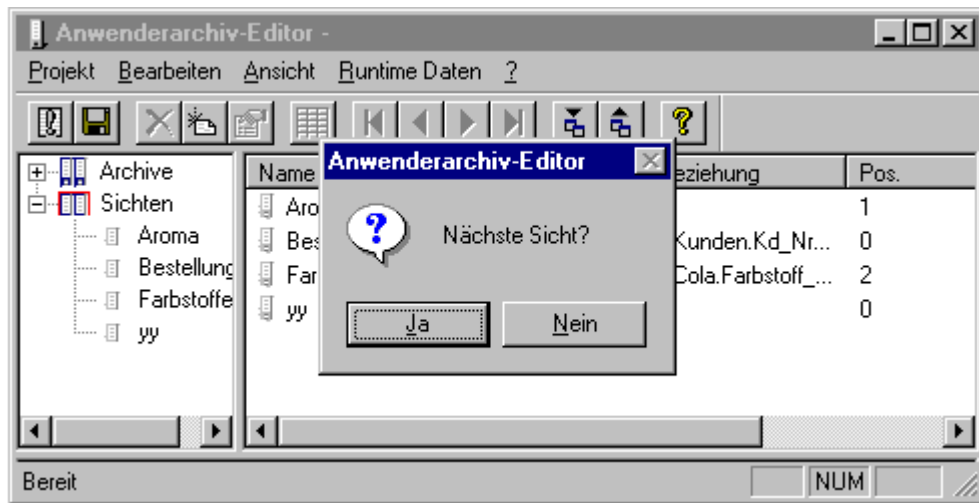 Anwenderarchiv-Editor -
Projekt Bearbeiten Ansicht Runtime Daten ?
Archive
Sichten
Aroma
Bestellung
Farbstoffe
yy
Name eziehung Pos.
Aro 1
Bes Kunden.Kd_Nr... 0
Far Cola.Farbstoff_... 2
yy 0
Anwenderarchiv-Editor
Nächste Sicht?
Ja Nein
Bereit NUM